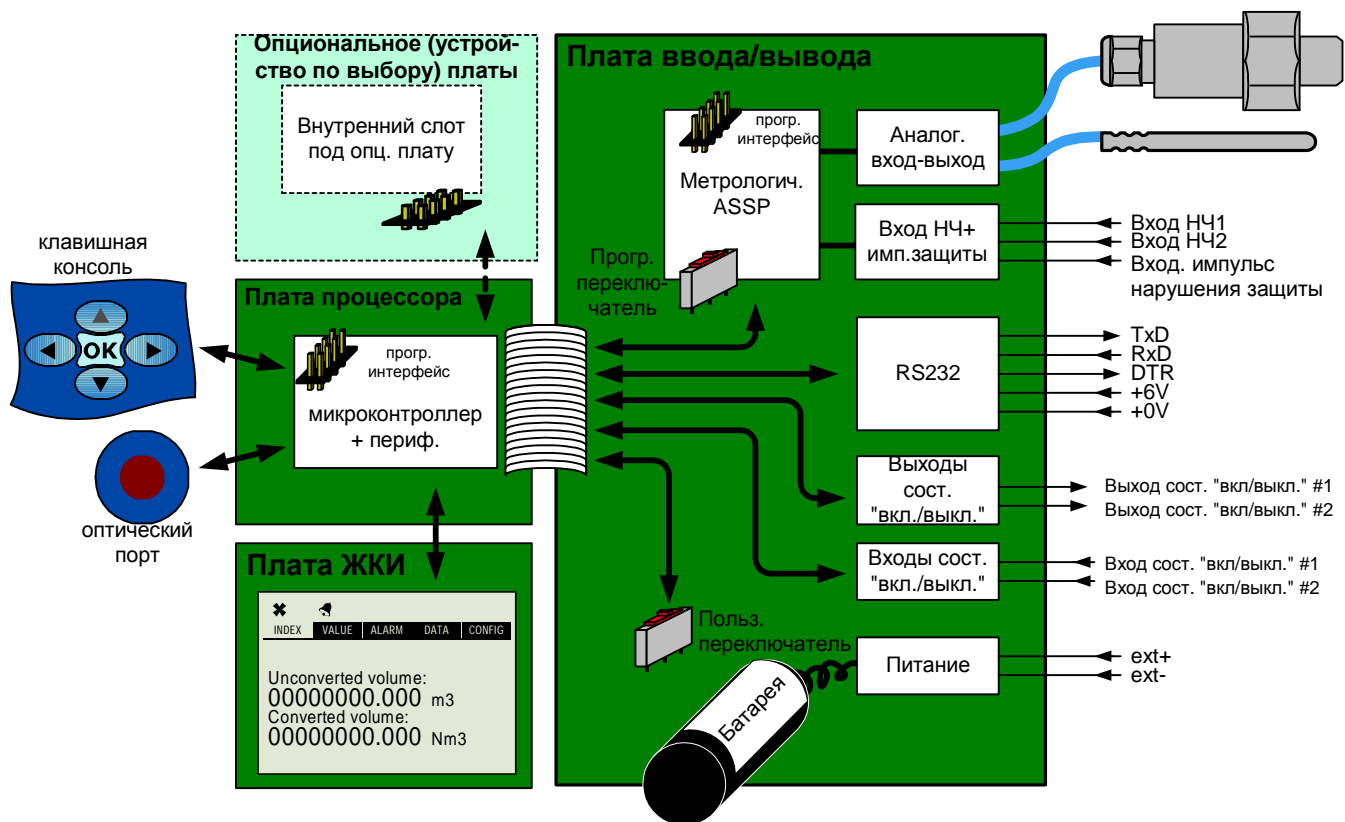 Опциональное (устрой-
ство по выбору) платы
Внутренний слот
под опц. плату
клавишная
консоль
OK
оптический
порт
Плата процессора
прогр.
интерфейс
микроконтроллер
+ периф.
Плата ЖКИ
INDEX VALUE ALARM DATA CONFIG
Unconverted volume:
00000000.000 m3
Converted volume:
00000000.000 Nm3
Плата ввода/вывода
прогр.
интерфейс
Метрологич.
ASSP
Прогр.
переклю-
чатель
Аналог.
вход-выход
Вход НЧ+
имп.защиты
RS232
Выходы
сост.
"вкл./выкл."
Входы сост.
"вкл./выкл."
Польз.
переключатель
Батарея
Питание
Вход НЧ1
Вход НЧ2
Вход. импульс
нарушения защиты
TxD
RxD
DTR
+6V
+0V
Выход сост. "вкл/выкл." #1
Выход сост. "вкл/выкл." #2
Вход сост. "вкл/выкл." #1
Вход сост. "вкл/выкл." #2
ext+
ext-